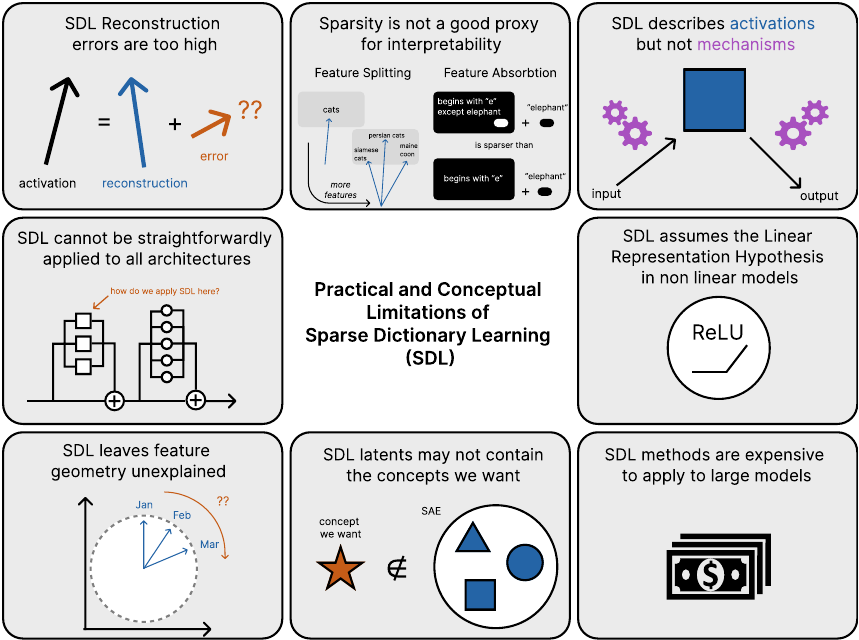 SDL Reconstruction
errors are too high
??
=
+
error
activation
reconstruction
Sparsity is not a good proxy
for interpretability
Feature Splitting
cats
persian cats
siamese
cats
maine
coon
more
features
Feature Absorbtion
begins with "e"
except elephant
"elephant"
+
is sparser than
begins with "e"
"elephant"
+
SDL describes activations
but not mechanisms
input
output
SDL cannot be straightforwardly
applied to all architectures
how do we apply SDL here?
+
+
Practical and Conceptual
Limitations of
Sparse Dictionary Learning
(SDL)
SDL assumes the Linear
Representation Hypothesis
in non linear models
ReLU
SDL leaves feature
geometry unexplained
Jan
Feb
Mar
??
SDL latents may not contain
the concepts we want
concept
we want
∉
SAE
SDL methods are expensive
to apply to large models
$